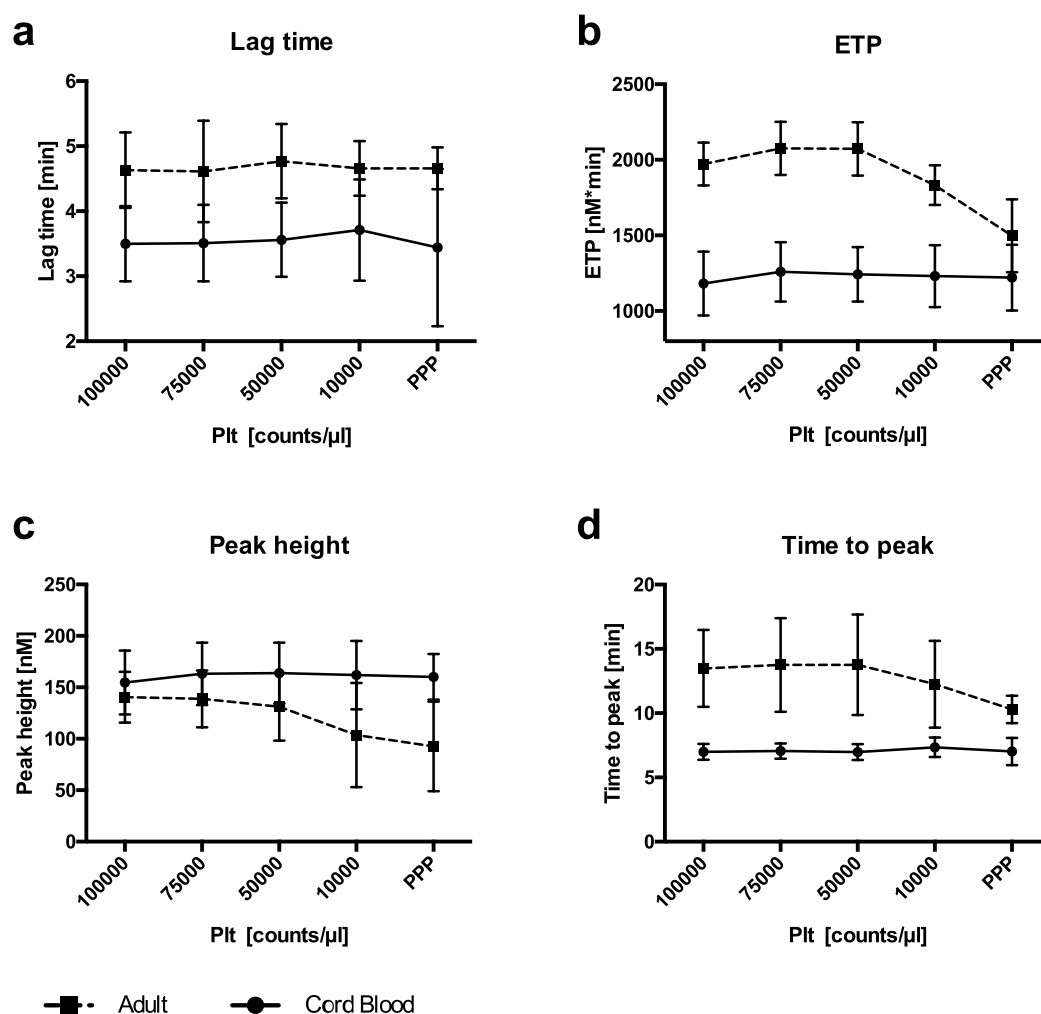 a
Lag time
6
5
4
3
2
Lag time [min]
100000
75000
50000
10000
PPP
Plt [counts/µl]
b
ETP
2500
2000
1500
1000
ETP [nM*min]
100000
75000
50000
10000
PPP
Plt [counts/µl]
c
Peak height
250
200
150
100
50
0
Peak height [nM]
100000
75000
50000
10000
PPP
Plt [counts/µl]
d
Time to peak
20
15
10
5
0
Time to peak [min]
100000
75000
50000
10000
PPP
Plt [counts/µl]
Adult Cord Blood